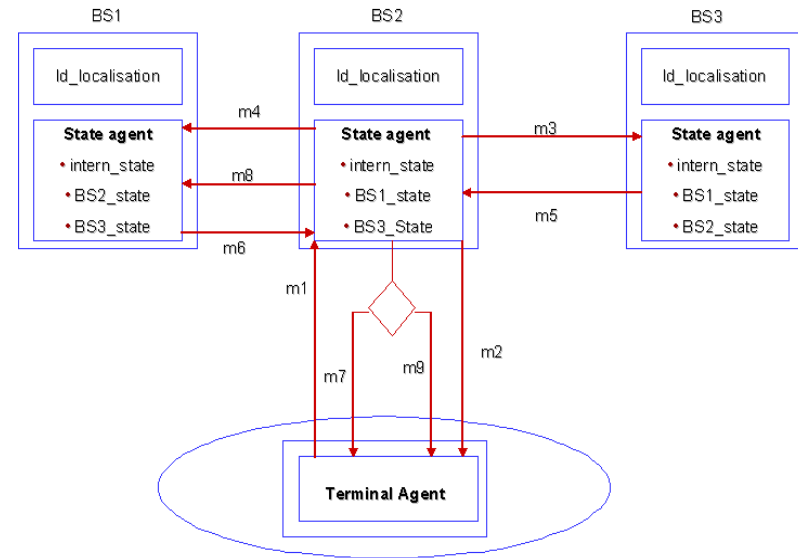 BS1
BS2
BS3
Id_localisation
Id_localisation
Id_localisation
State agent
• intern_state
• BS2_state
• BS3_state
State agent
• intern_state
• BS1_state
• BS3_State
State agent
• intern_state
• BS1_state
• BS2_state
m4
m3
m8
m5
m6
m1
m2
m7
m9
Terminal Agent